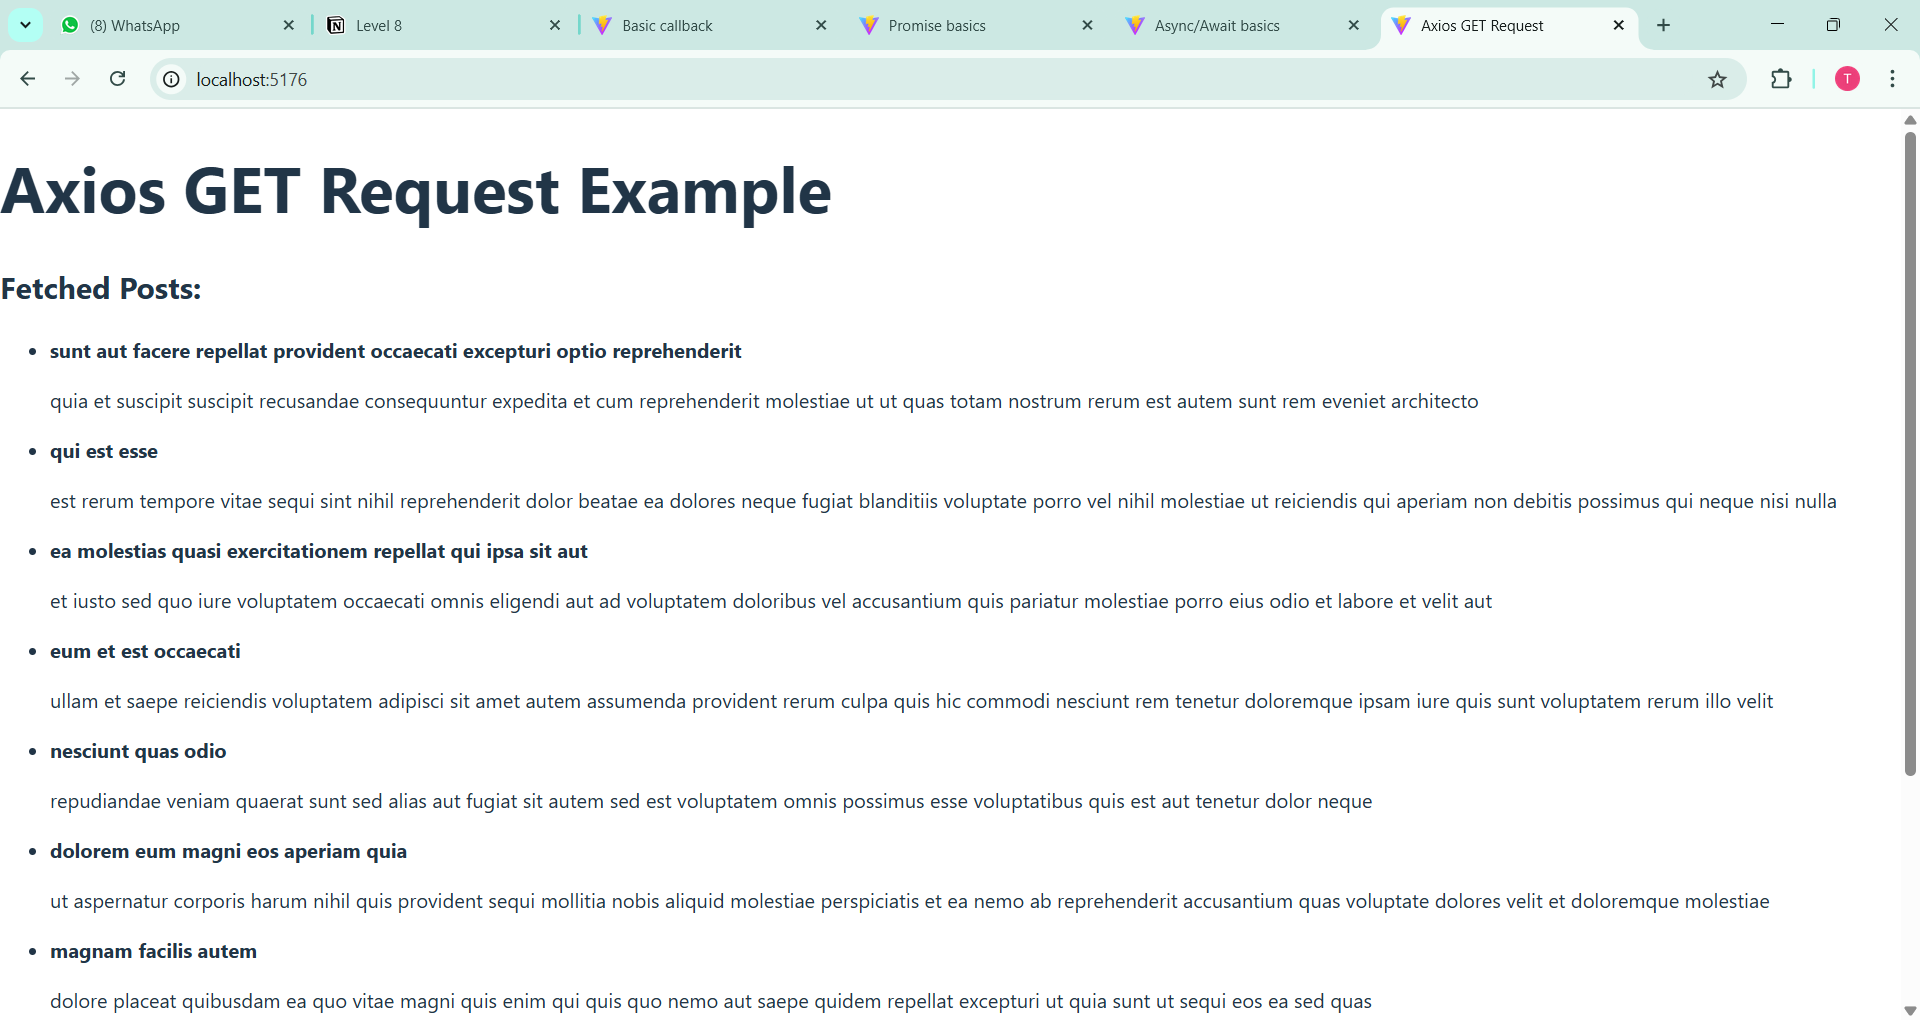 (8) WhatsApp
Level 8
Basic callback
Promise basics
Async/Await basics
Axios GET Request
localhost:5176
T
Axios GET Request Example
Fetched Posts:
sunt aut facere repellat provident occaecati excepturi optio reprehenderit
quia et suscipit suscipit recusandae consequuntur expedita et cum reprehenderit molestiae ut ut quas totam nostrum rerum est autem sunt rem eveniet architecto
qui est esse
est rerum tempore vitae sequi sint nihil reprehenderit dolor beatae ea dolores neque fugiat blanditiis voluptate porro vel nihil molestiae ut reiciendis qui aperiam non debitis possimus qui neque nisi nulla
ea molestias quasi exercitationem repellat qui ipsa sit aut
et iusto sed quo iure voluptatem occaecati omnis eligendi aut ad voluptatem doloribus vel accusantium quis pariatur molestiae porro eius odio et labore et velit aut
eum et est occaecati
ullam et saepe reiciendis voluptatem adipisci sit amet autem assumenda provident rerum culpa quis hic commodi nesciunt rem tenetur doloremque ipsam iure quis sunt voluptatem rerum illo velit
nesciunt quas odio
repudiandae veniam quaerat sunt sed alias aut fugiat sit autem sed est voluptatem omnis possimus esse voluptatibus quis est aut tenetur dolor neque
dolorem eum magni eos aperiam quia
ut aspernatur corporis harum nihil quis provident sequi mollitia nobis aliquid molestiae perspiciatis et ea nemo ab reprehenderit accusantium quas voluptate dolores velit et doloremque molestiae
magnam facilis autem
dolore placeat quibusdam ea quo vitae magni quis enim qui quis quo nemo aut saepe quidem repellat excepturi ut quia sunt ut sequi eos ea sed quas